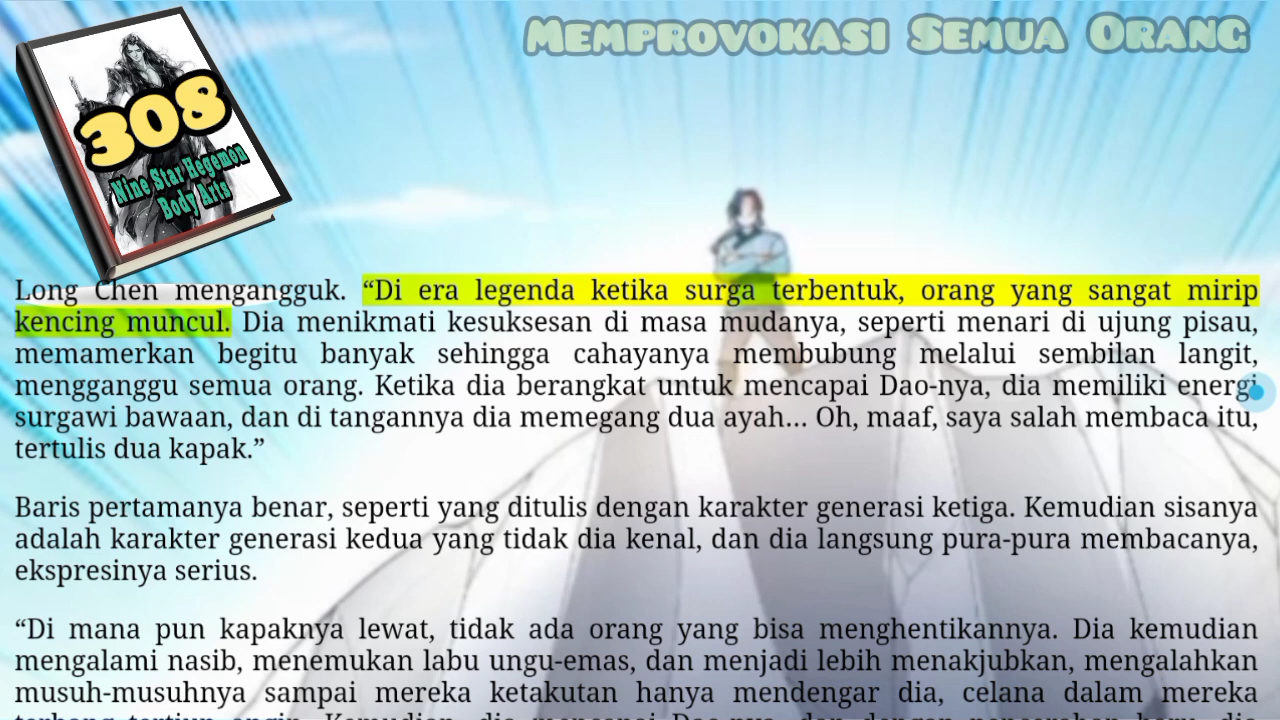 Memprovokasi Semua Orang
308
Nine Star Hegemon
Body Arts
Long Chen mengangguk. “Di era legenda ketika surga terbentuk, orang yang sangat mirip
kencing muncul. Dia menikmati kesuksesan di masa mudanya, seperti menari di ujung pisau,
memamerkan begitu banyak sehingga cahayanya membubung melalui sembilan langit,
mengganggu semua orang. Ketika dia berangkat untuk mencapai Dao-nya, dia memiliki energi
surgawi bawaan, dan di tangannya dia memegang dua ayah… Oh, maaf, saya salah membaca itu,
tertulis dua kapak.”
Baris pertamanya benar, seperti yang ditulis dengan karakter generasi ketiga. Kemudian sisanya
adalah karakter generasi kedua yang tidak dia kenal, dan dia langsung pura-pura membacanya,
ekspresinya serius.
“Di mana pun kapaknya lewat, tidak ada orang yang bisa menghentikannya. Dia kemudian
mengalami nasib, menemukan labu ungu-emas, dan menjadi lebih menakjubkan, mengalahkan
musuh-musuhnya sampai mereka ketakutan hanya mendengar dia, celana dalam mereka